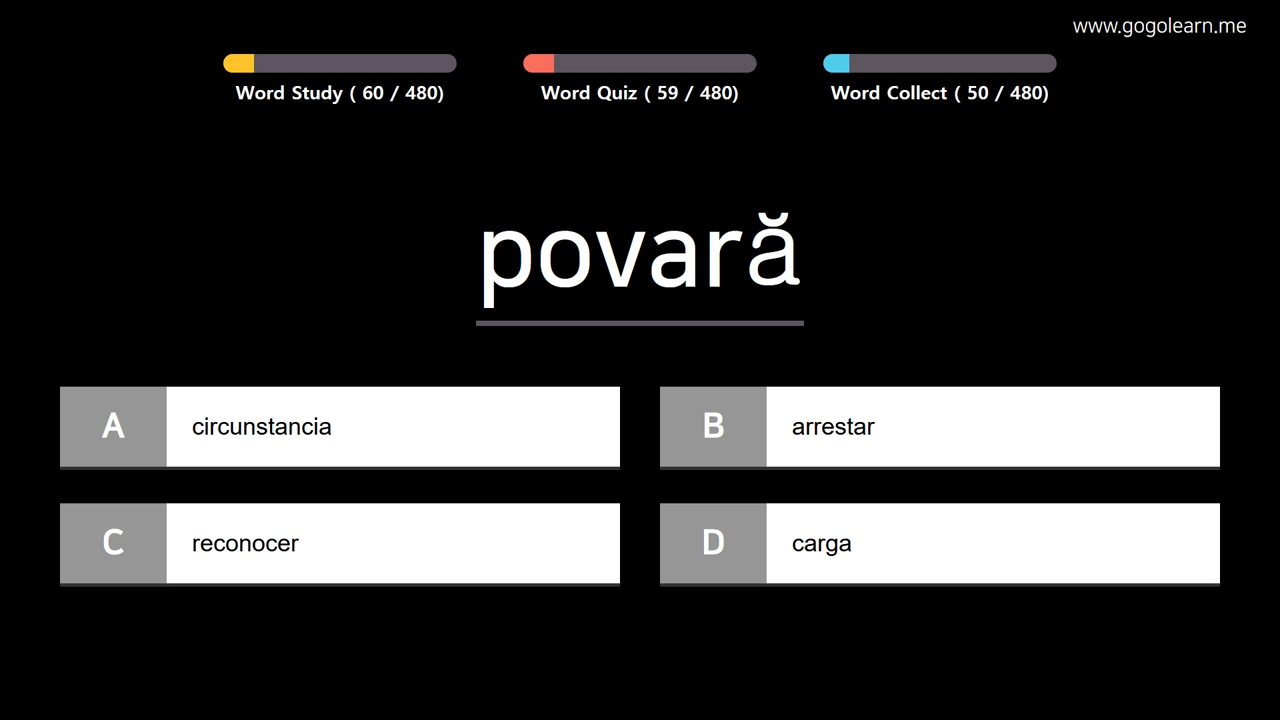 www.gogolearn.me
Word Study ( 60 / 480)
Word Quiz ( 59 / 480)
Word Collect ( 50 / 480)
povară
A circunstancia
B arrestar
C reconocer
D carga